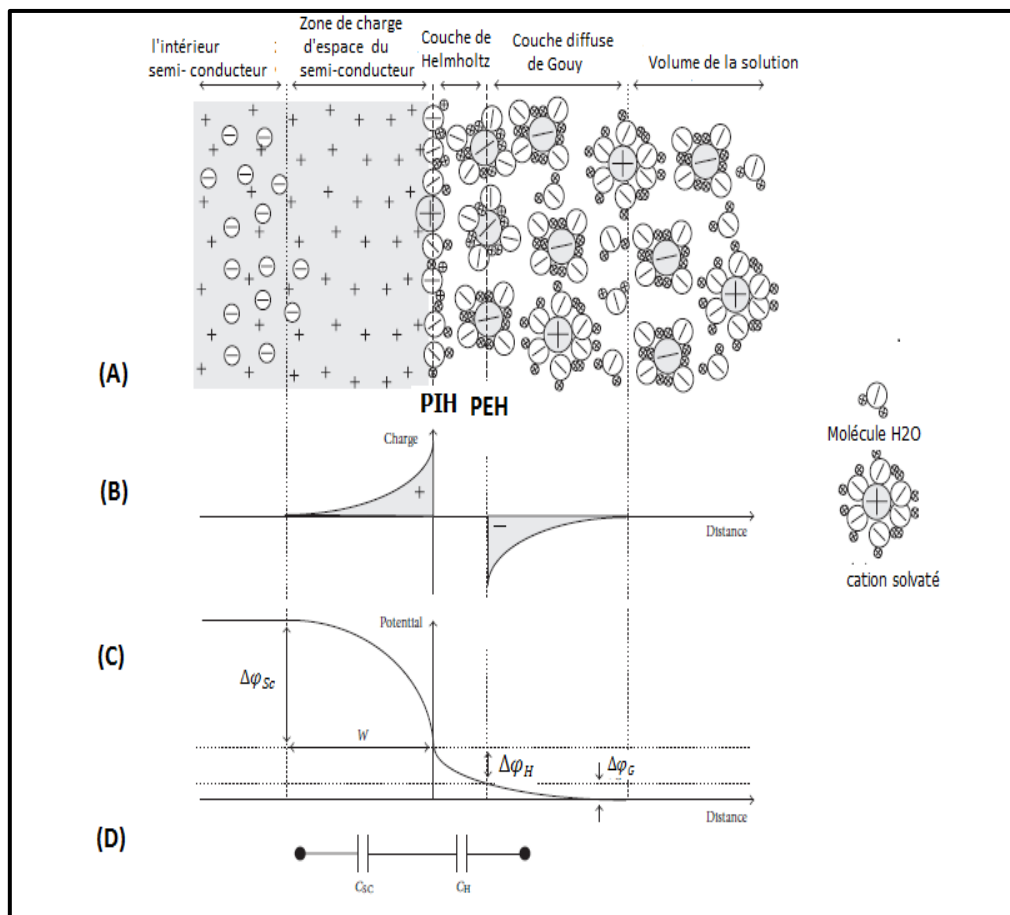 l'intérieur
semi- conducteur
Zone de charge
d'espace du
semi-conducteur
Couche de
Helmholtz
Couche diffuse
de Gouy
Volume de la solution
(A)
PIH PEH
Molécule H2O
cation solvaté
Charge
(B)
+
−
Distance
Potential
(C)
Δφ_Sc
W
Δφ_H
Δφ_G
Distance
(D)
C_SC
C_H